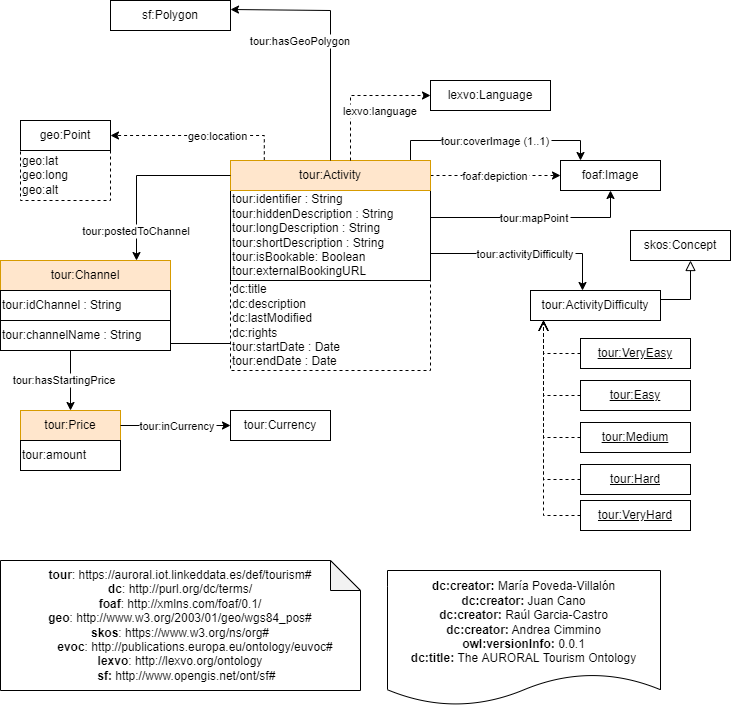 sf:Polygon
tour:hasGeoPolygon
lexvo:Language
lexvo:language
geo:Point
geo:lat
geo:long
geo:alt
geo:location
tour:coverImage (1..1)
tour:Activity
foaf:depiction
foaf:Image
tour:identifier : String
tour:hiddenDescription : String
tour:longDescription : String
tour:shortDescription : String
tour:isBookable: Boolean
tour:externalBookingURL
dc:title
dc:description
dc:lastModified
dc:rights
tour:startDate : Date
tour:endDate : Date
tour:mapPoint
tour:postedToChannel
tour:activityDifficulty
skos:Concept
tour:Channel
tour:idChannel : String
tour:channelName : String
tour:ActivityDifficulty
tour:VeryEasy
tour:Easy
tour:Medium
tour:Hard
tour:VeryHard
tour:hasStartingPrice
tour:Price
tour:amount
tour:inCurrency
tour:Currency
tour: https://auroral.iot.linkeddata.es/def/tourism#
dc: http://purl.org/dc/terms/
foaf: http://xmlns.com/foaf/0.1/
geo: http://www.w3.org/2003/01/geo/wgs84_pos#
skos: https://www.w3.org/ns/org#
evoc: http://publications.europa.eu/ontology/euvoc#
lexvo: http://lexvo.org/ontology
sf: http://www.opengis.net/ont/sf#
dc:creator: María Poveda-Villalón
dc:creator: Juan Cano
dc:creator: Raúl Garcia-Castro
dc:creator: Andrea Cimmino
owl:versionInfo: 0.0.1
dc:title: The AURORAL Tourism Ontology